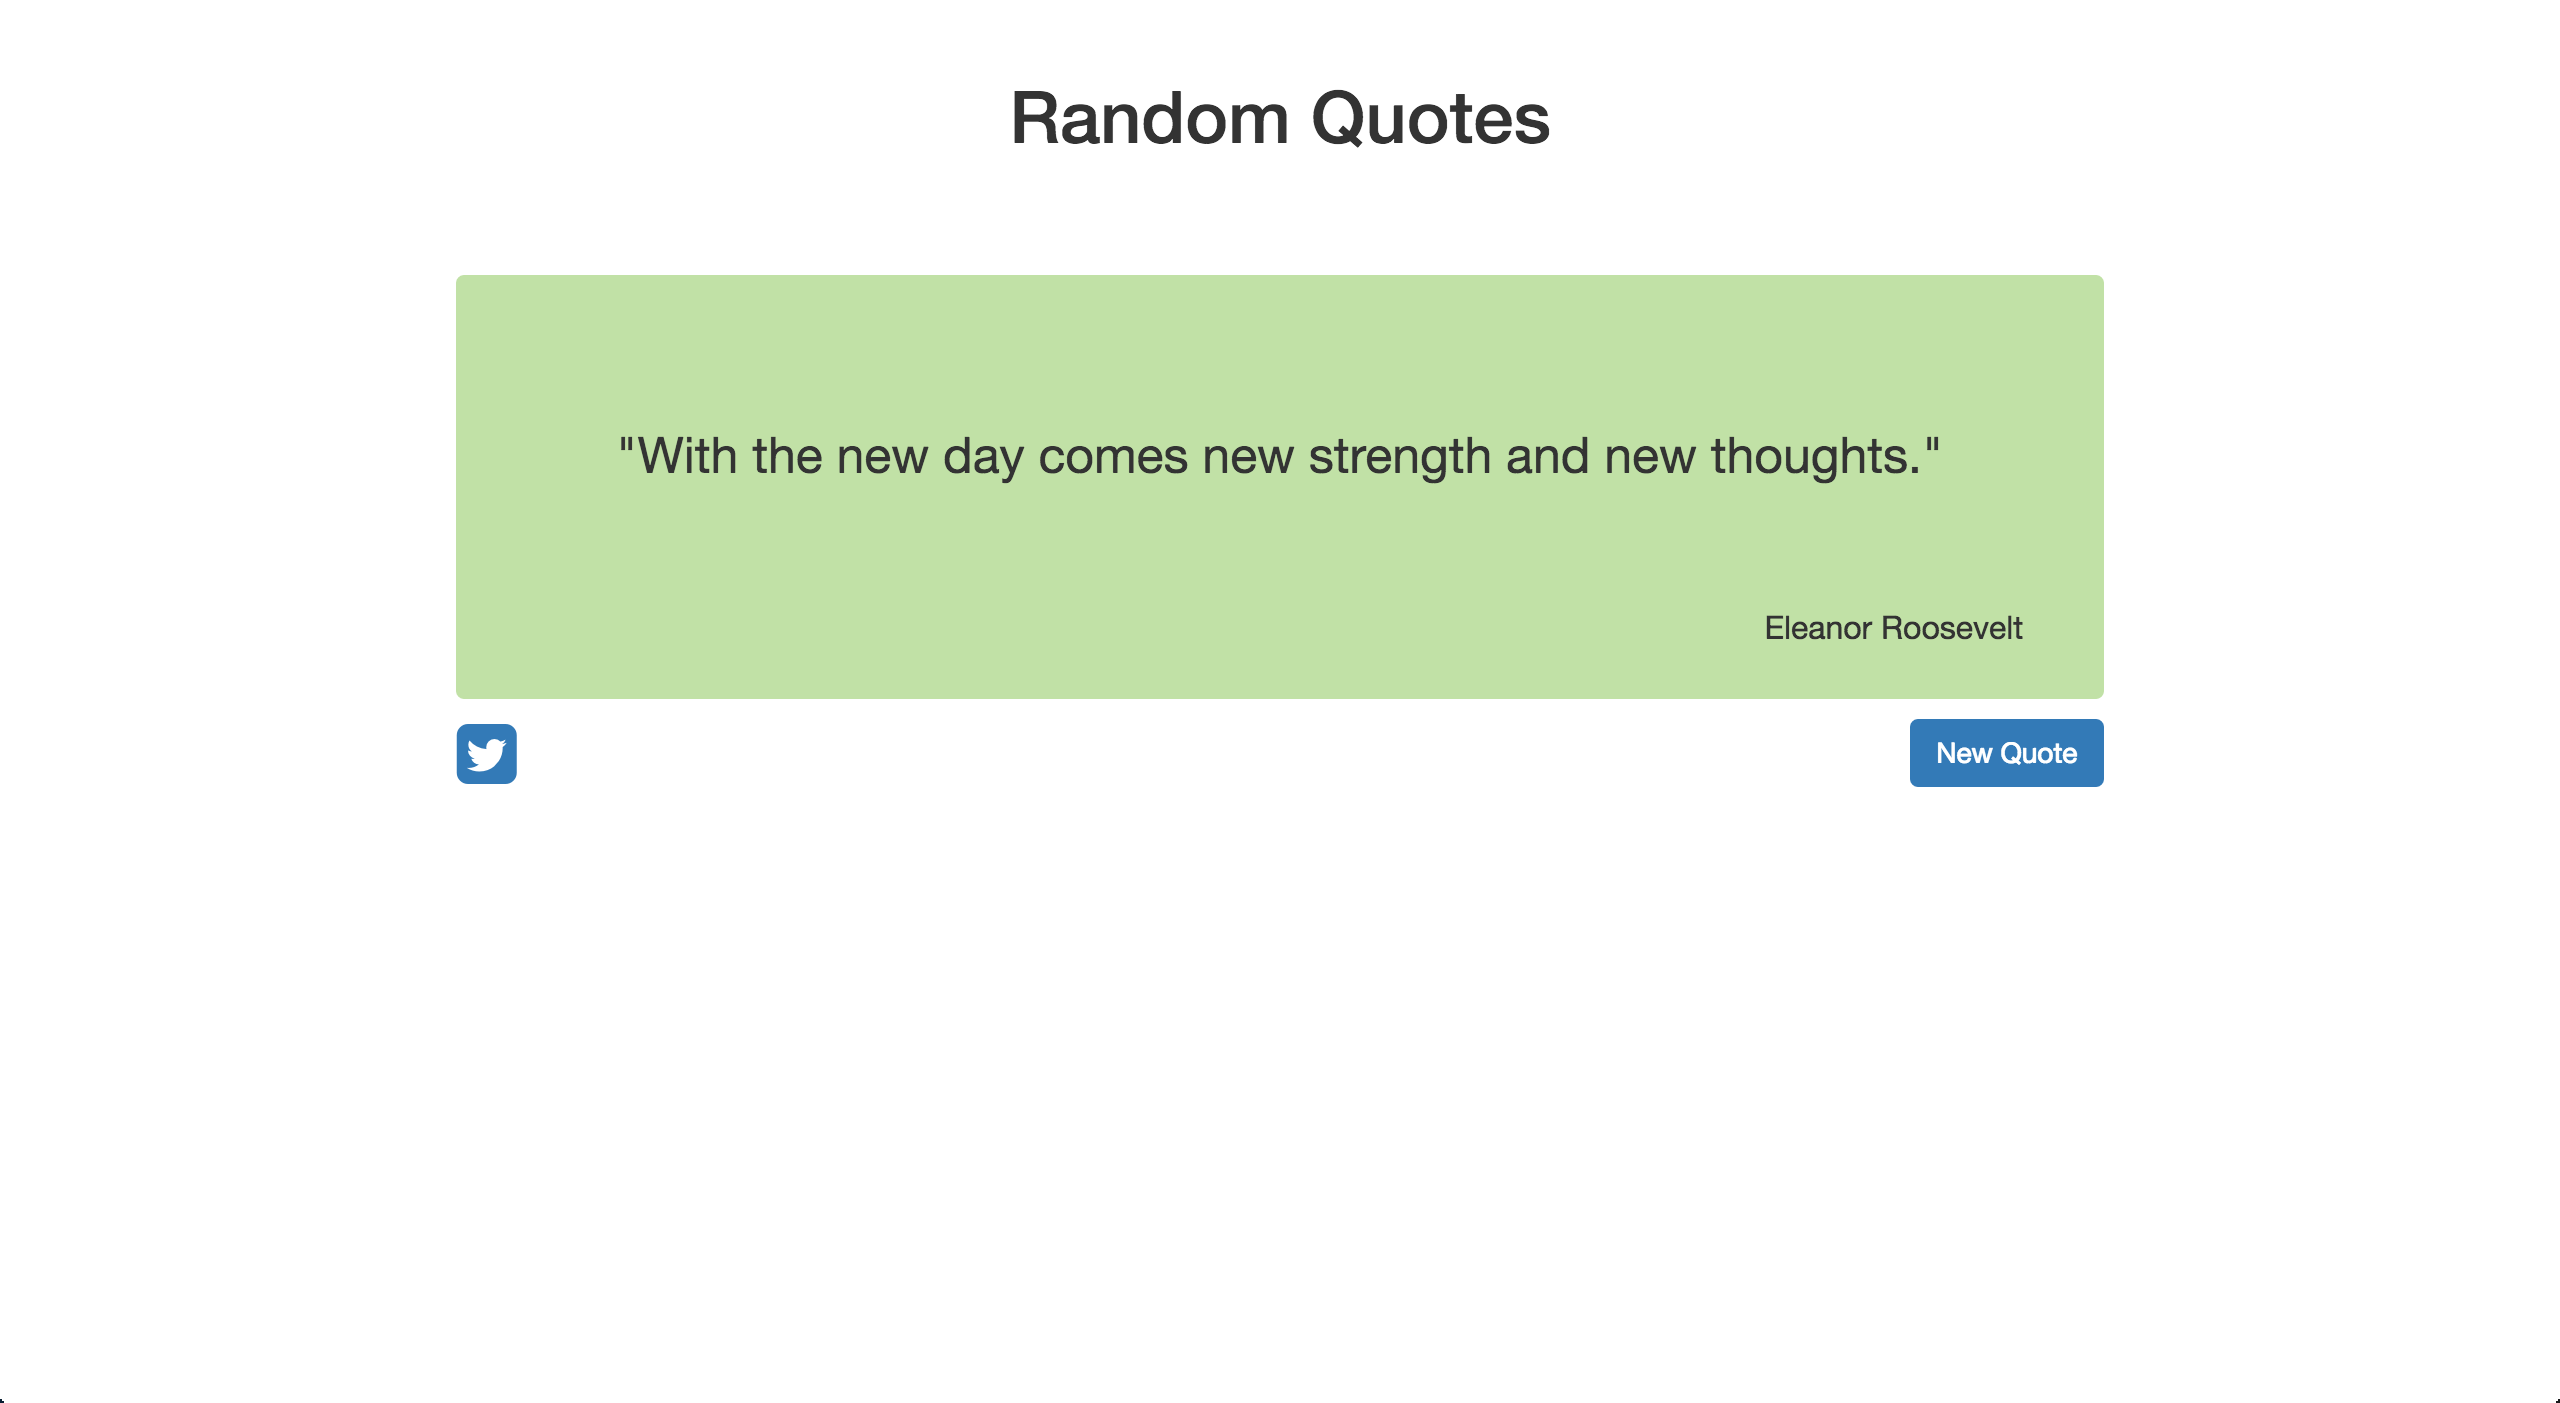 Random Quotes
"With the new day comes new strength and new thoughts."
Eleanor Roosevelt
New Quote